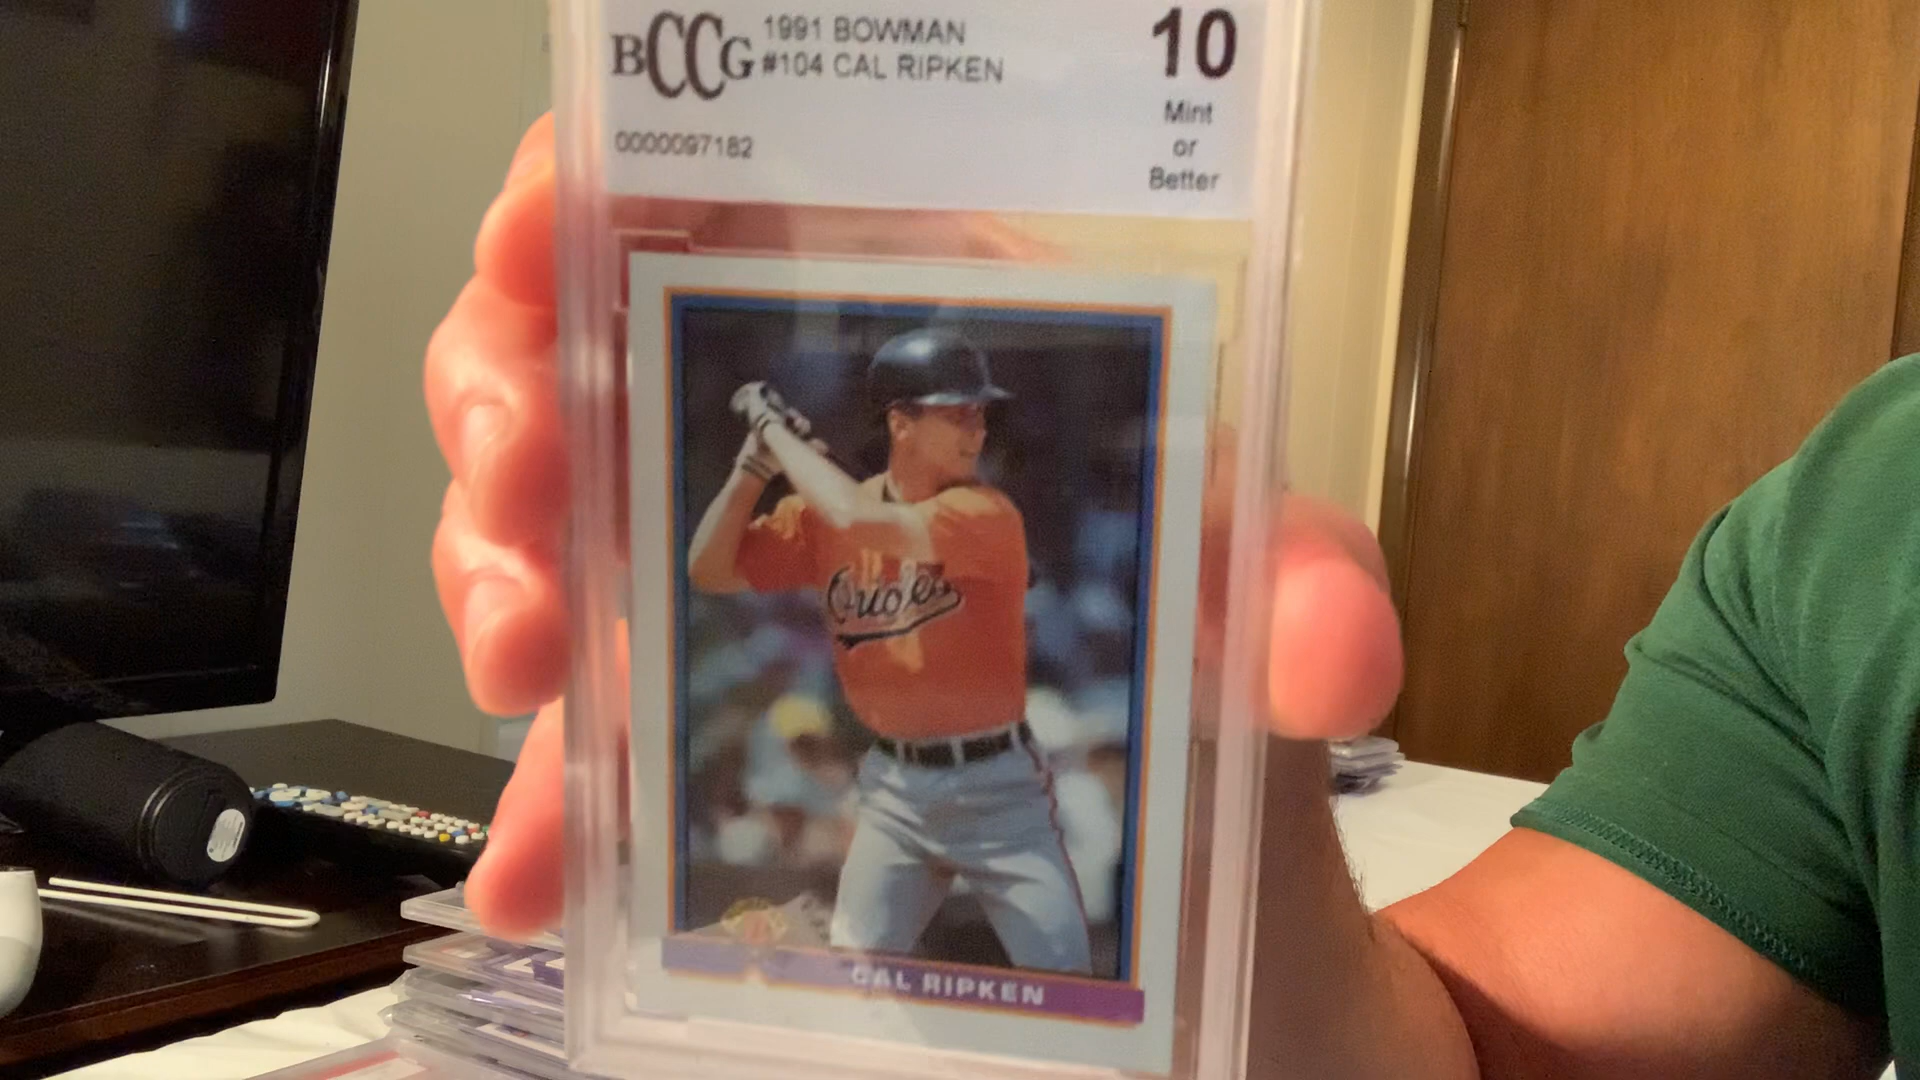 BCCG
1991 BOWMAN
#104 CAL RIPKEN
0000097182
10
Mint
or
Better
Orioles
CAL RIPKEN